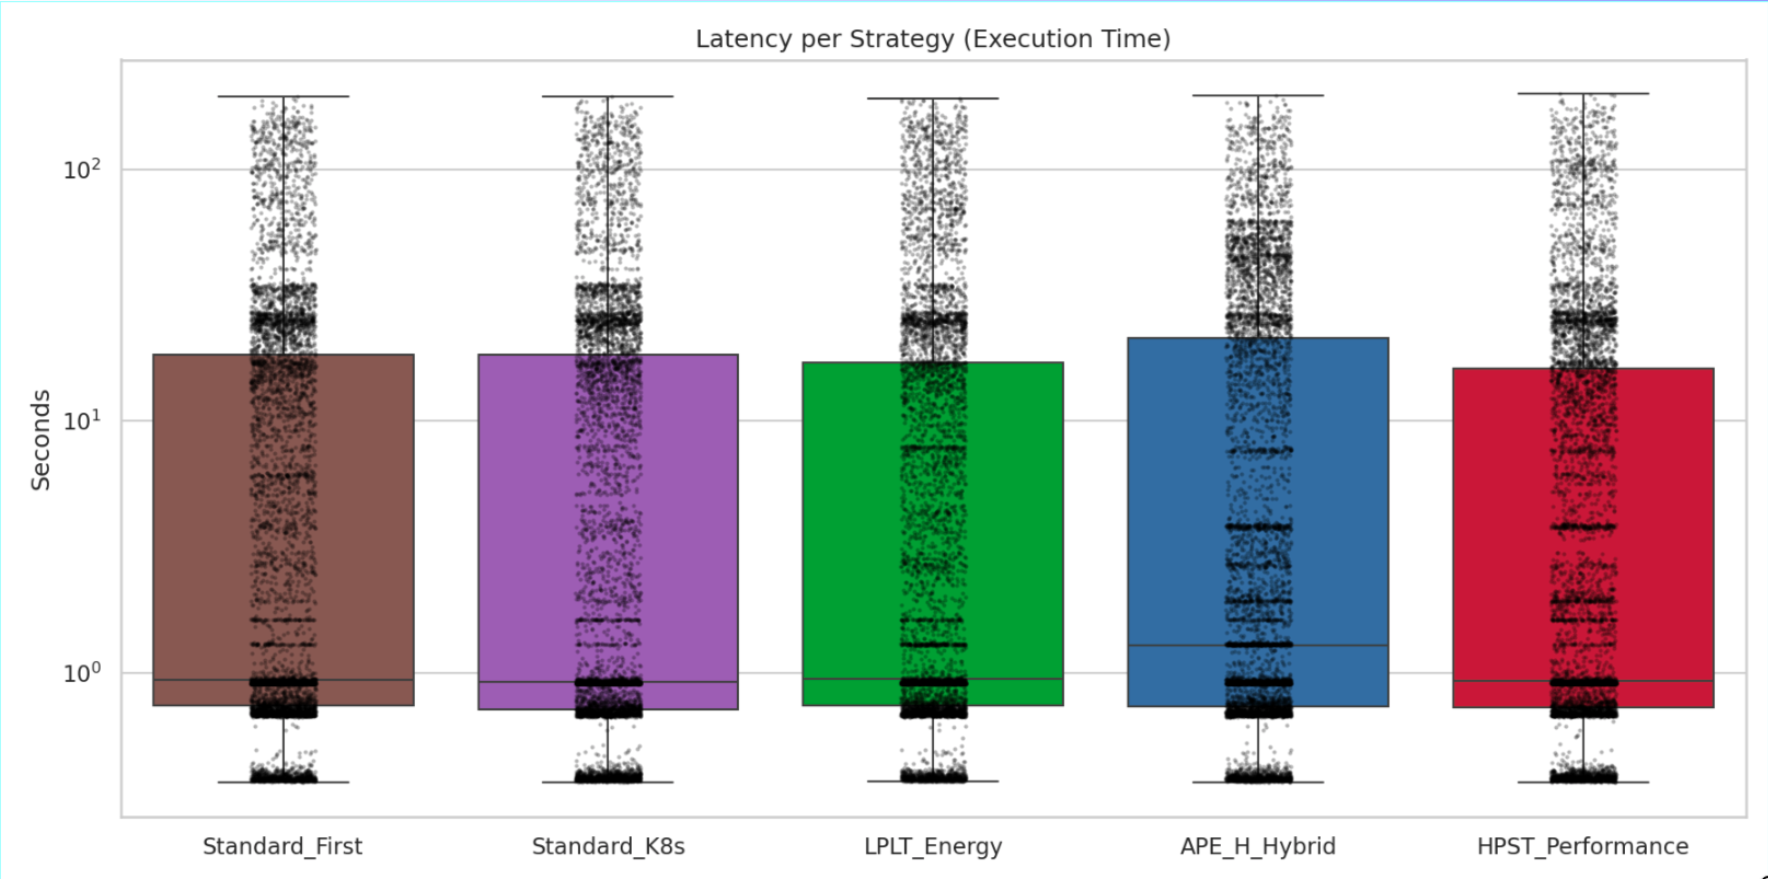 Latency per Strategy (Execution Time)
Seconds
10²
10¹
10⁰
Standard_First
Standard_K8s
LPLT_Energy
APE_H_Hybrid
HPST_Performance